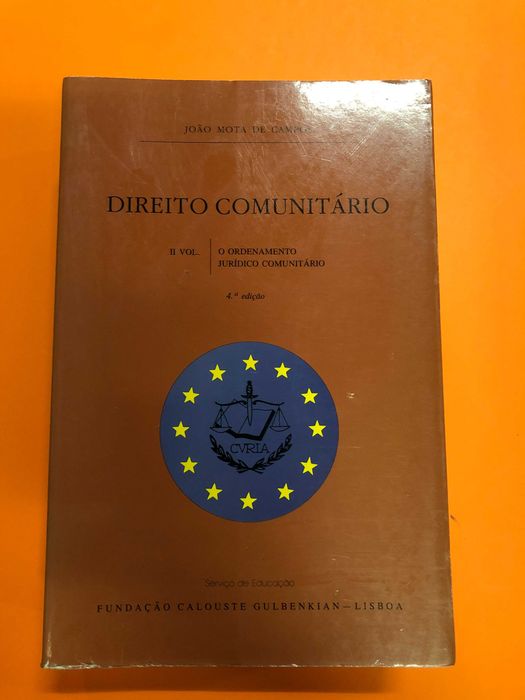 JOÃO MOTA DE CAMPOS
DIREITO COMUNITÁRIO
II VOL.
O ORDENAMENTO
JURÍDICO COMUNITÁRIO
4.ª edição
CVRIA
Serviço de Educação
FUNDAÇÃO CALOUSTE GULBENKIAN — LISBOA